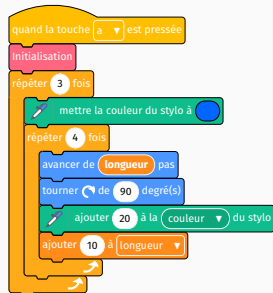 quand la touche a ▼ est pressée
Initialisation
répéter 3 fois
mettre la couleur du stylo à
répéter 4 fois
avancer de longueur pas
tourner de 90 degré(s)
ajouter 20 à la couleur ▼ du stylo
ajouter 10 à longueur ▼